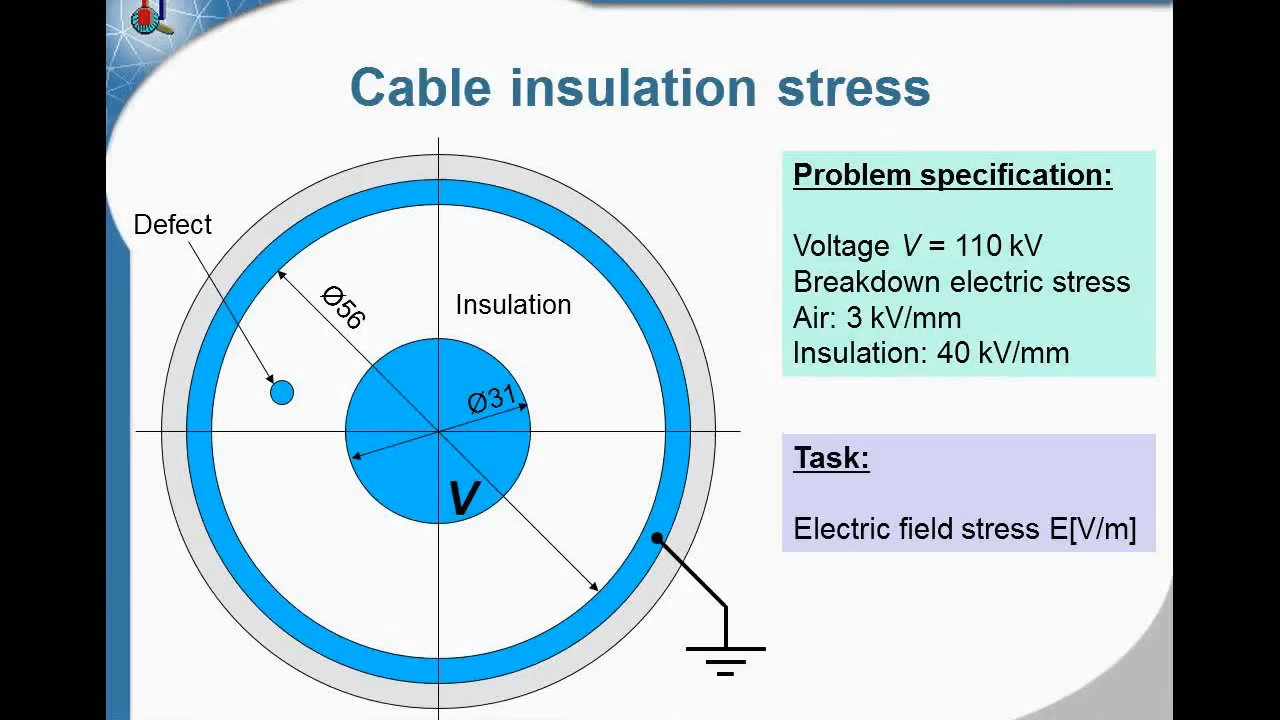 Cable insulation stress
Defect
Ø56
Insulation
Ø31
V
Problem specification:
Voltage V = 110 kV
Breakdown electric stress
Air: 3 kV/mm
Insulation: 40 kV/mm
Task:
Electric field stress E[V/m]